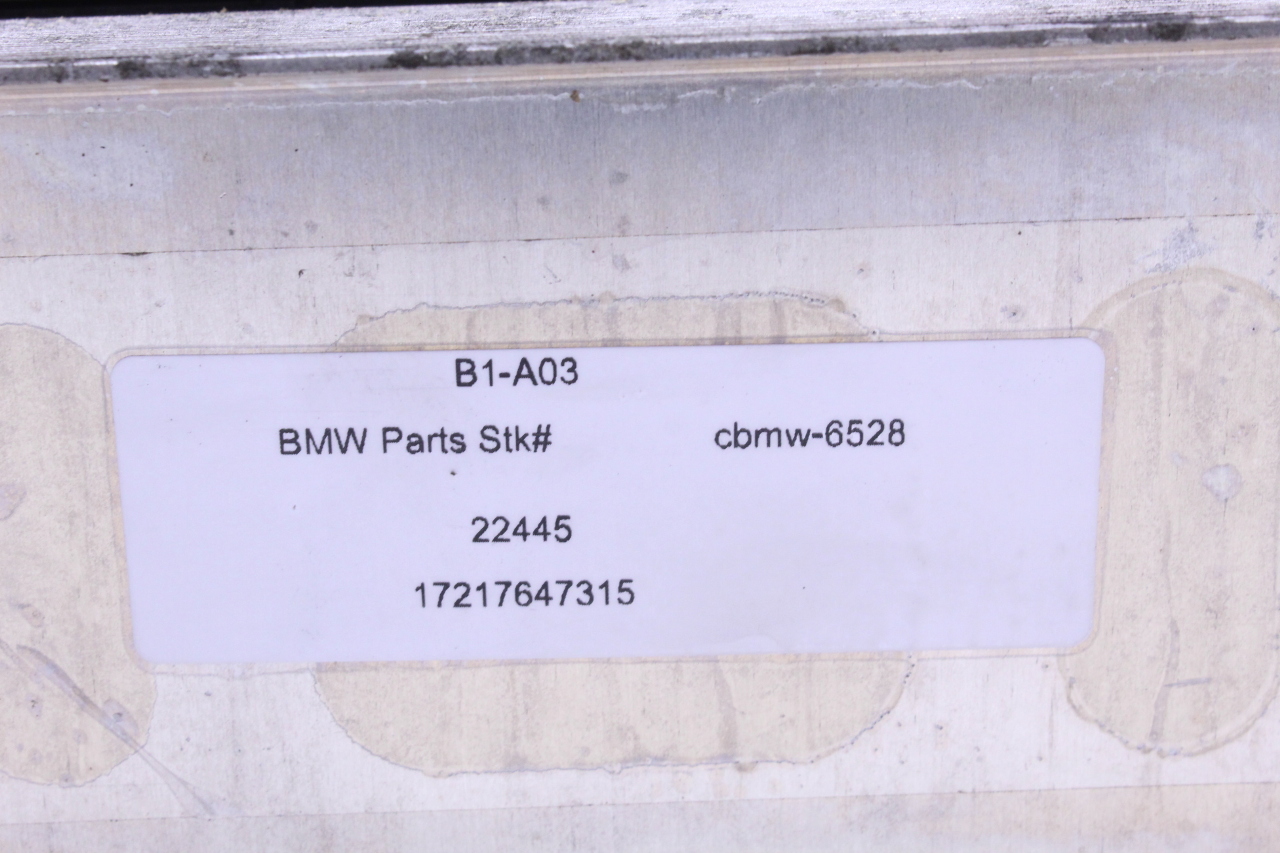 B1-A03
BMW Parts Stk# cbmw-6528
22445
17217647315